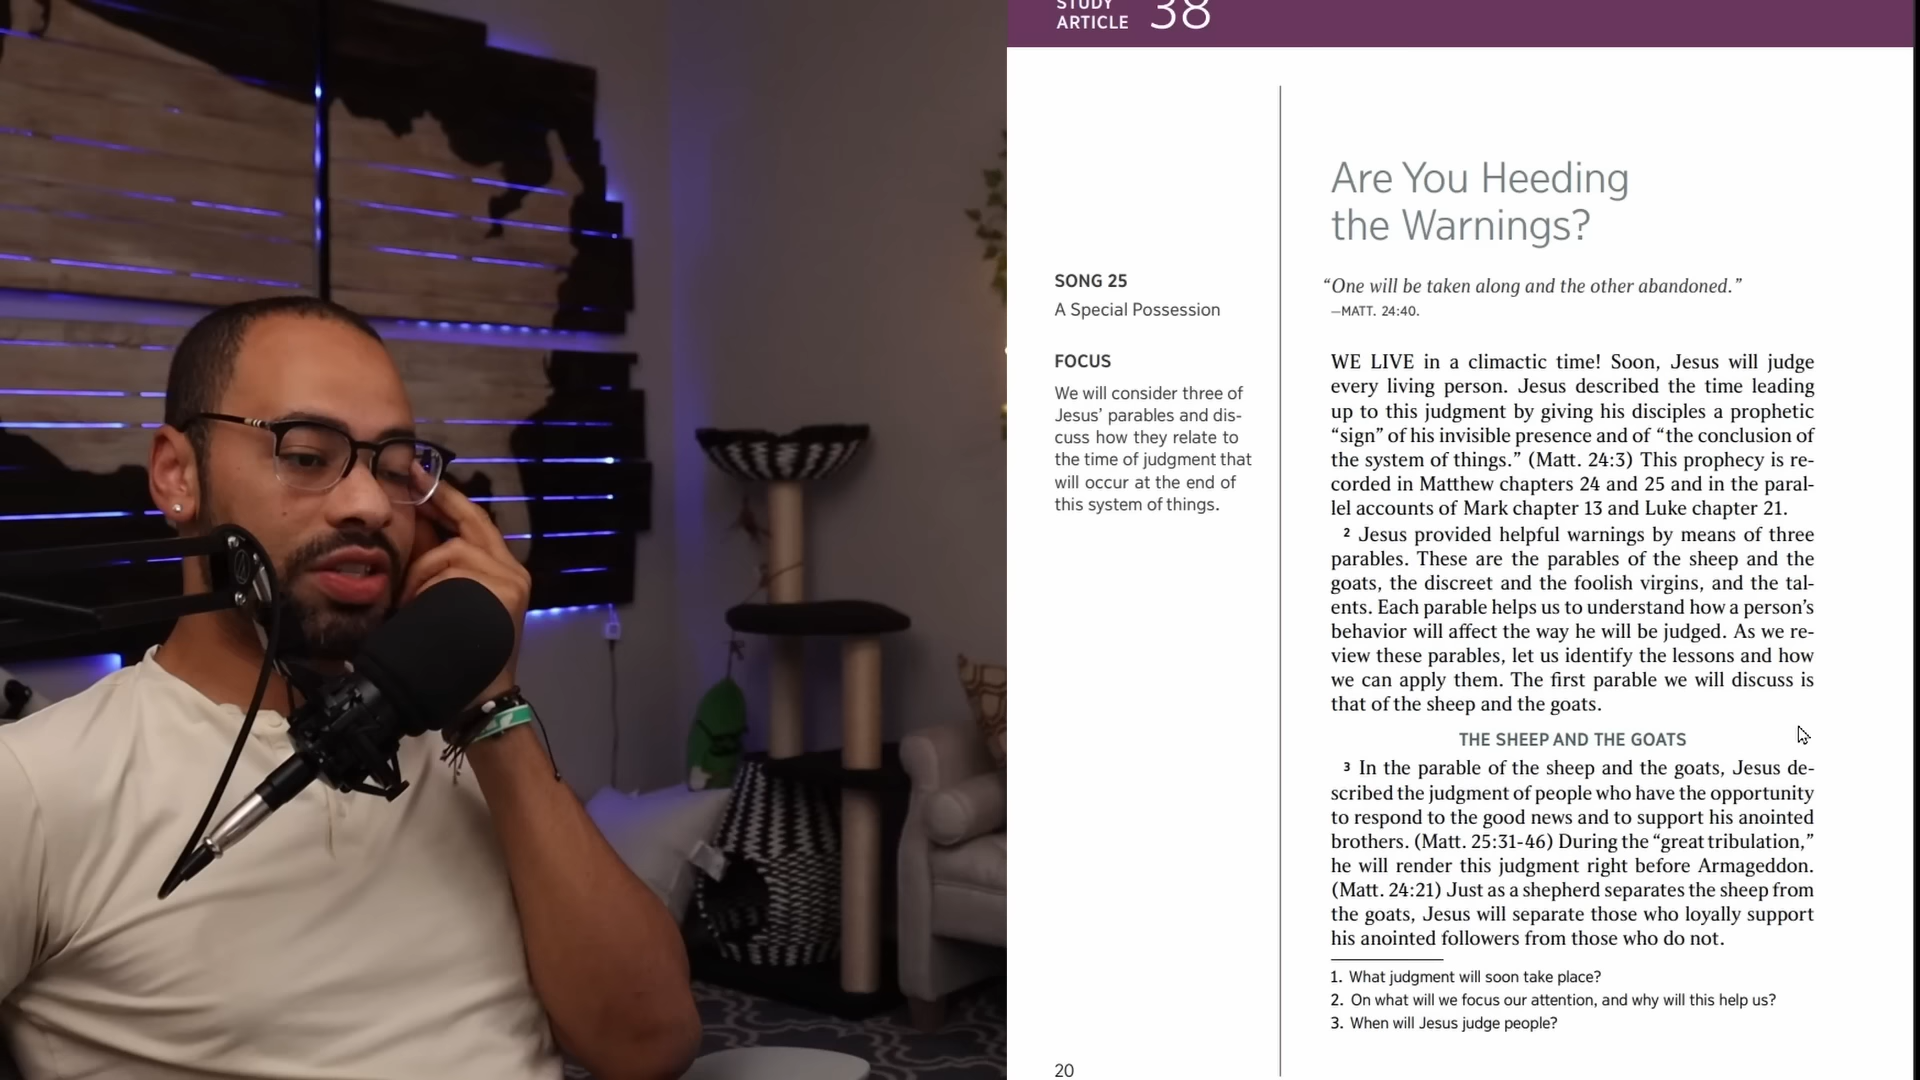 STUDY
ARTICLE 38
Are You Heeding
the Warnings?
SONG 25
A Special Possession
FOCUS
We will consider three of
Jesus’ parables and dis-
cuss how they relate to
the time of judgment that
will occur at the end of
this system of things.
“One will be taken along and the other abandoned.”
—MATT. 24:40.
WE LIVE in a climactic time! Soon, Jesus will judge
every living person. Jesus described the time leading
up to this judgment by giving his disciples a prophetic
“sign” of his invisible presence and of “the conclusion of
the system of things.” (Matt. 24:3) This prophecy is re-
corded in Matthew chapters 24 and 25 and in the paral-
lel accounts of Mark chapter 13 and Luke chapter 21.
2 Jesus provided helpful warnings by means of three
parables. These are the parables of the sheep and the
goats, the discreet and the foolish virgins, and the tal-
ents. Each parable helps us to understand how a person’s
behavior will affect the way he will be judged. As we re-
view these parables, let us identify the lessons and how
we can apply them. The first parable we will discuss is
that of the sheep and the goats.
THE SHEEP AND THE GOATS
3 In the parable of the sheep and the goats, Jesus de-
scribed the judgment of people who have the opportunity
to respond to the good news and to support his anointed
brothers. (Matt. 25:31-46) During the “great tribulation,”
he will render this judgment right before Armageddon.
(Matt. 24:21) Just as a shepherd separates the sheep from
the goats, Jesus will separate those who loyally support
his anointed followers from those who do not.
1. What judgment will soon take place?
2. On what will we focus our attention, and why will this help us?
3. When will Jesus judge people?
20